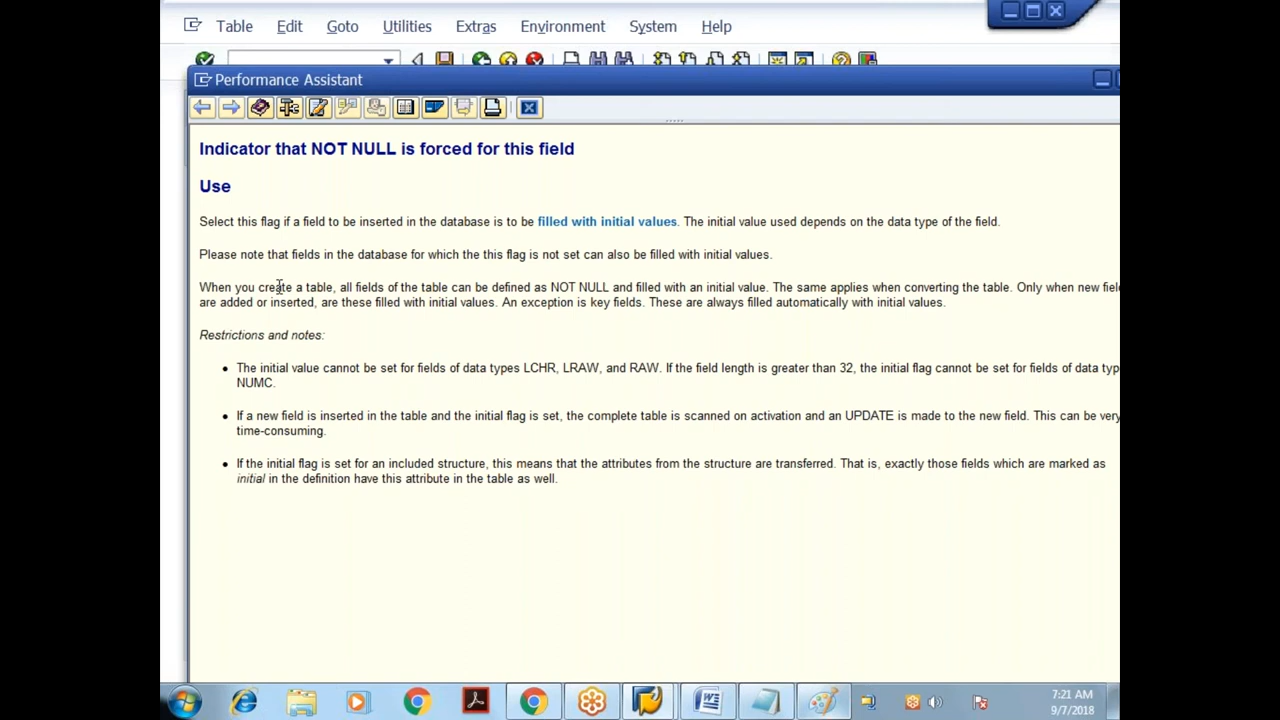 Table Edit Goto Utilities Extras Environment System Help
Performance Assistant
Indicator that NOT NULL is forced for this field
Use
Select this flag if a field to be inserted in the database is to be filled with initial values. The initial value used depends on the data type of the field.
Please note that fields in the database for which the this flag is not set can also be filled with initial values.
When you create a table, all fields of the table can be defined as NOT NULL and filled with an initial value. The same applies when converting the table. Only when new fiel
are added or inserted, are these filled with initial values. An exception is key fields. These are always filled automatically with initial values.
Restrictions and notes:
• The initial value cannot be set for fields of data types LCHR, LRAW, and RAW. If the field length is greater than 32, the initial flag cannot be set for fields of data typ
NUMC.
• If a new field is inserted in the table and the initial flag is set, the complete table is scanned on activation and an UPDATE is made to the new field. This can be very
time-consuming.
• If the initial flag is set for an included structure, this means that the attributes from the structure are transferred. That is, exactly those fields which are marked as
initial in the definition have this attribute in the table as well.
7:21 AM
9/7/2018